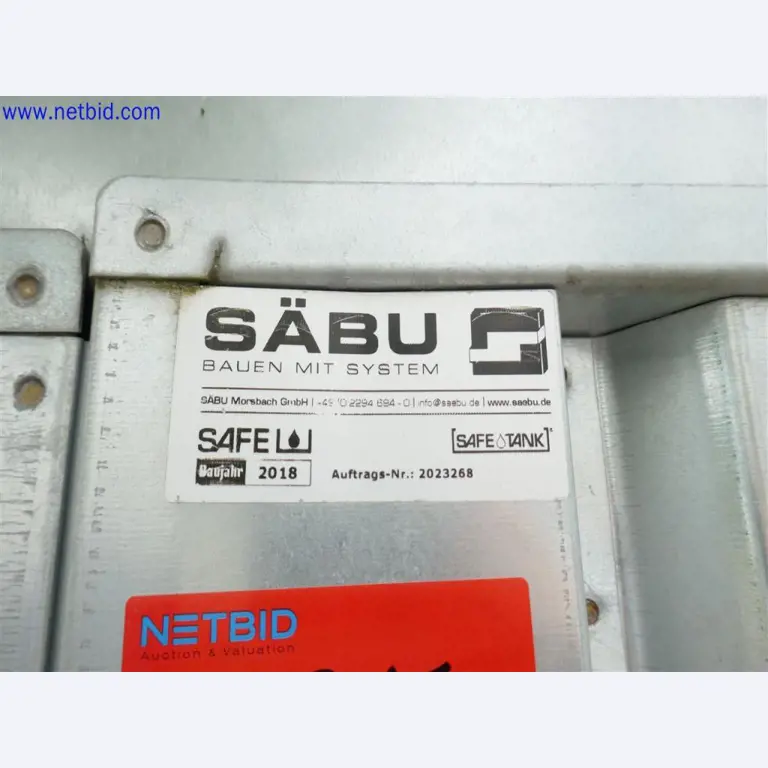 www.netbid.com
SÄBU
BAUEN MIT SYSTEM
SÄBU Morsbach GmbH | +49 (0 2294 694 - 0 | info@saebu.de | www.saebu.de
SAFE
[SAFE TANK]
Baujahr 2018 Auftrags-Nr.: 2023268
NETBID
Auction & Valuation